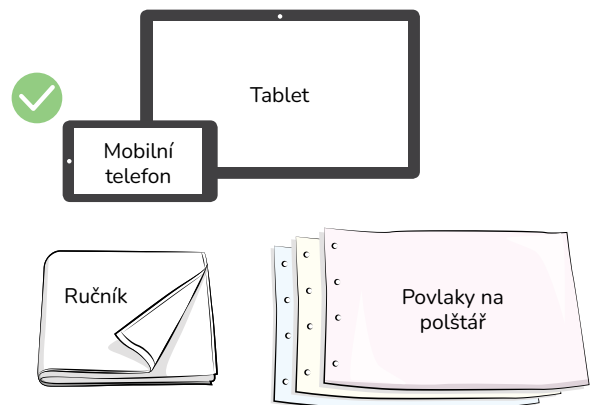 Tablet
Mobilní
telefon
Ručník
Povlaky na
polštář